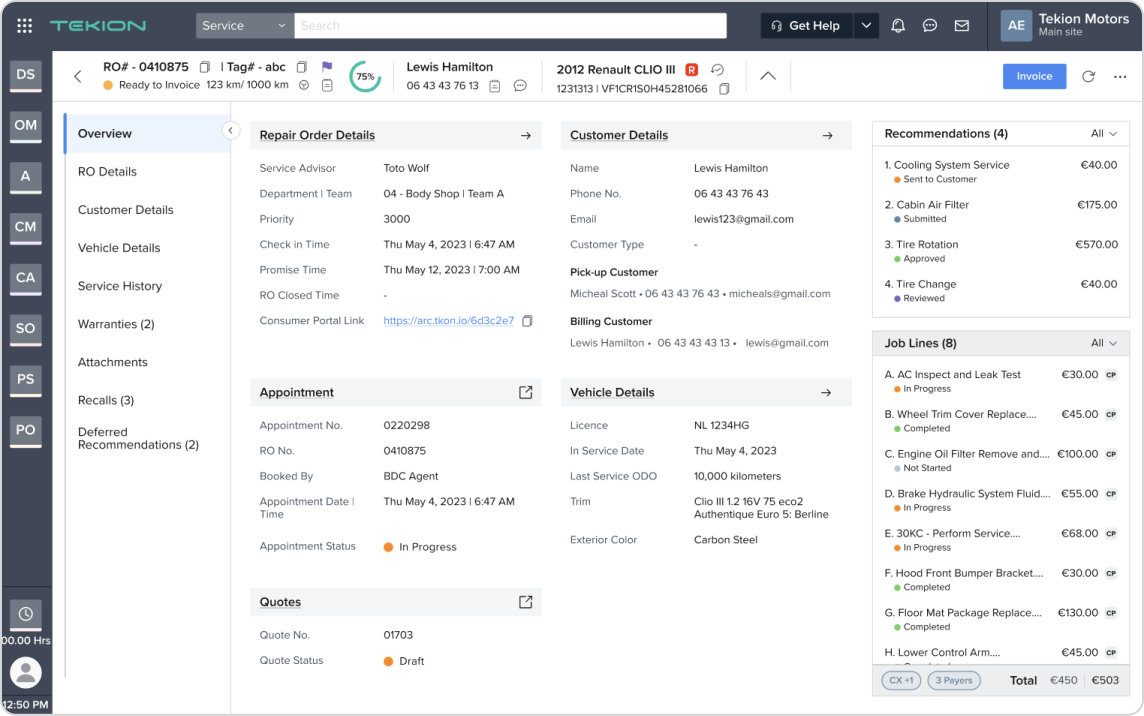 TEKION
Service
Search
Get Help
AE
Tekion Motors
Main site
DS
OM
A
CM
CA
SO
PS
PO
00.00 Hrs
12:50 PM
RO# - 0410875 | Tag# - abc
Ready to Invoice 123 km/ 1000 km
75%
Lewis Hamilton
06 43 43 76 13
2012 Renault CLIO III R
1231313 | VF1CR1S0H45281066
Invoice
Overview
RO Details
Customer Details
Vehicle Details
Service History
Warranties (2)
Attachments
Recalls (3)
Deferred
Recommendations (2)
Repair Order Details
Service Advisor Toto Wolf
Department | Team 04 - Body Shop | Team A
Priority 3000
Check in Time Thu May 4, 2023 | 6:47 AM
Promise Time Thu May 12, 2023 | 7:00 AM
RO Closed Time -
Consumer Portal Link https://arc.tkon.io/6d3c2e7
Customer Details
Name Lewis Hamilton
Phone No. 06 43 43 76 43
Email lewis123@gmail.com
Customer Type -
Pick-up Customer
Micheal Scott • 06 43 43 76 43 • micheals@gmail.com
Billing Customer
Lewis Hamilton • 06 43 43 43 13 • lewis@gmail.com
Appointment
Appointment No. 0220298
RO No. 0410875
Booked By BDC Agent
Appointment Date | Thu May 4, 2023 | 6:47 AM
Time
Appointment Status In Progress
Vehicle Details
Licence NL 1234HG
In Service Date Thu May 4, 2023
Last Service ODO 10,000 kilometers
Trim Clio III 1.2 16V 75 eco2
Authentique Euro 5: Berline
Exterior Color Carbon Steel
Quotes
Quote No. 01703
Quote Status Draft
Recommendations (4) All
1. Cooling System Service €40.00
Sent to Customer
2. Cabin Air Filter €175.00
Submitted
3. Tire Rotation €570.00
Approved
4. Tire Change €40.00
Reviewed
Job Lines (8) All
A. AC Inspect and Leak Test €30.00 CP
In Progress
B. Wheel Trim Cover Replace.... €45.00 CP
Completed
C. Engine Oil Filter Remove and.... €100.00 CP
Not Started
D. Brake Hydraulic System Fluid.... €55.00 CP
In Progress
E. 30KC - Perform Service.... €68.00 CP
In Progress
F. Hood Front Bumper Bracket.... €30.00 CP
Completed
G. Floor Mat Package Replace.... €130.00 CP
Completed
H. Lower Control Arm.... €45.00 CP
CX +1 3 Payers Total €450 €503